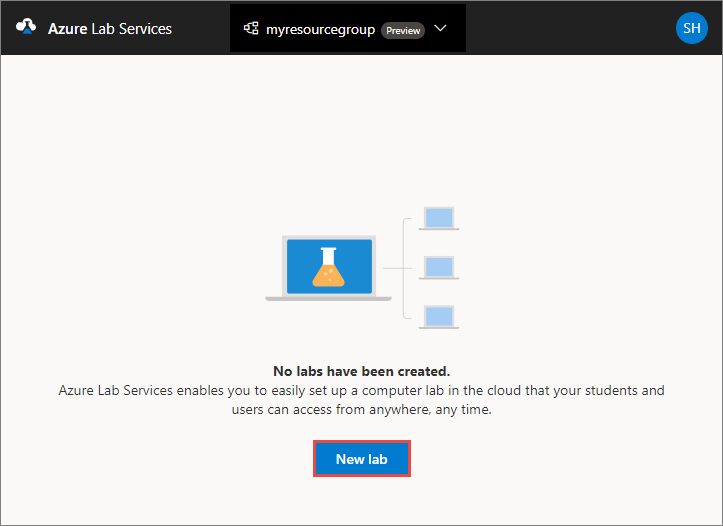 Azure Lab Services
myresourcegroup Preview
SH
No labs have been created.
Azure Lab Services enables you to easily set up a computer lab in the cloud that your students and
users can access from anywhere, any time.
New lab